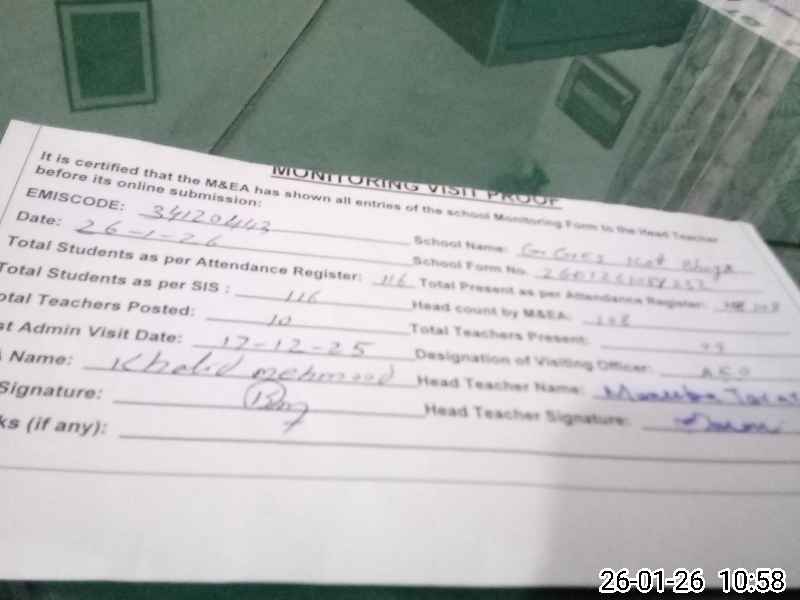 MONITORING VISIT PROOF
It is certified that the M&EA has shown all entries of the school Monitoring Form to the Head Teacher
before its online submission:
EMISCODE: 34120443 School Name:
Date: 26-1-26 School Form No.
Total Students as per Attendance Register: 116 Total Present as per Attendance Register: 108
Total Students as per SIS : 116 Head count by M&EA: 108
otal Teachers Posted: 10 Total Teachers Present: 09
st Admin Visit Date: 17-12-25 Designation of Visiting Officer: AEO
Name: Khalid mehmood Head Teacher Name:
Signature: Head Teacher Signature:
ks (if any):
26-01-26 10:58